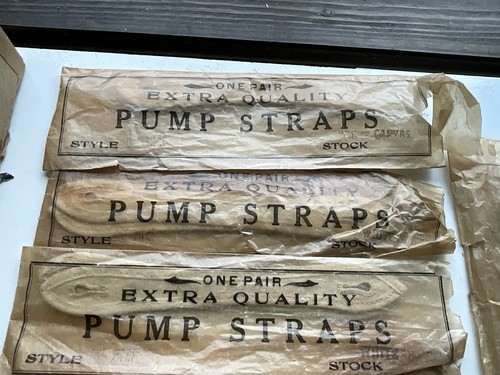 ONE PAIR
EXTRA QUALITY
PUMP STRAPS
CANVAS
STYLE STOCK
ONE PAIR
EXTRA QUALITY
PUMP STRAPS
STYLE STOCK
ONE PAIR
EXTRA QUALITY
PUMP STRAPS
STYLE STOCK